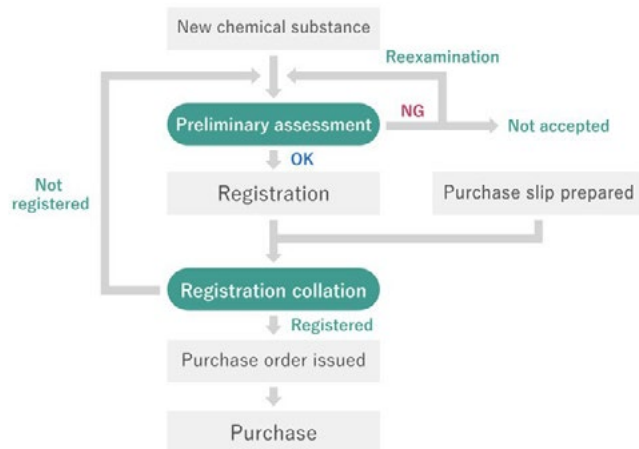 New chemical substance
Reexamination
Preliminary assessment
NG
Not accepted
OK
Not
registered
Registration
Purchase slip prepared
Registration collation
Registered
Purchase order issued
Purchase